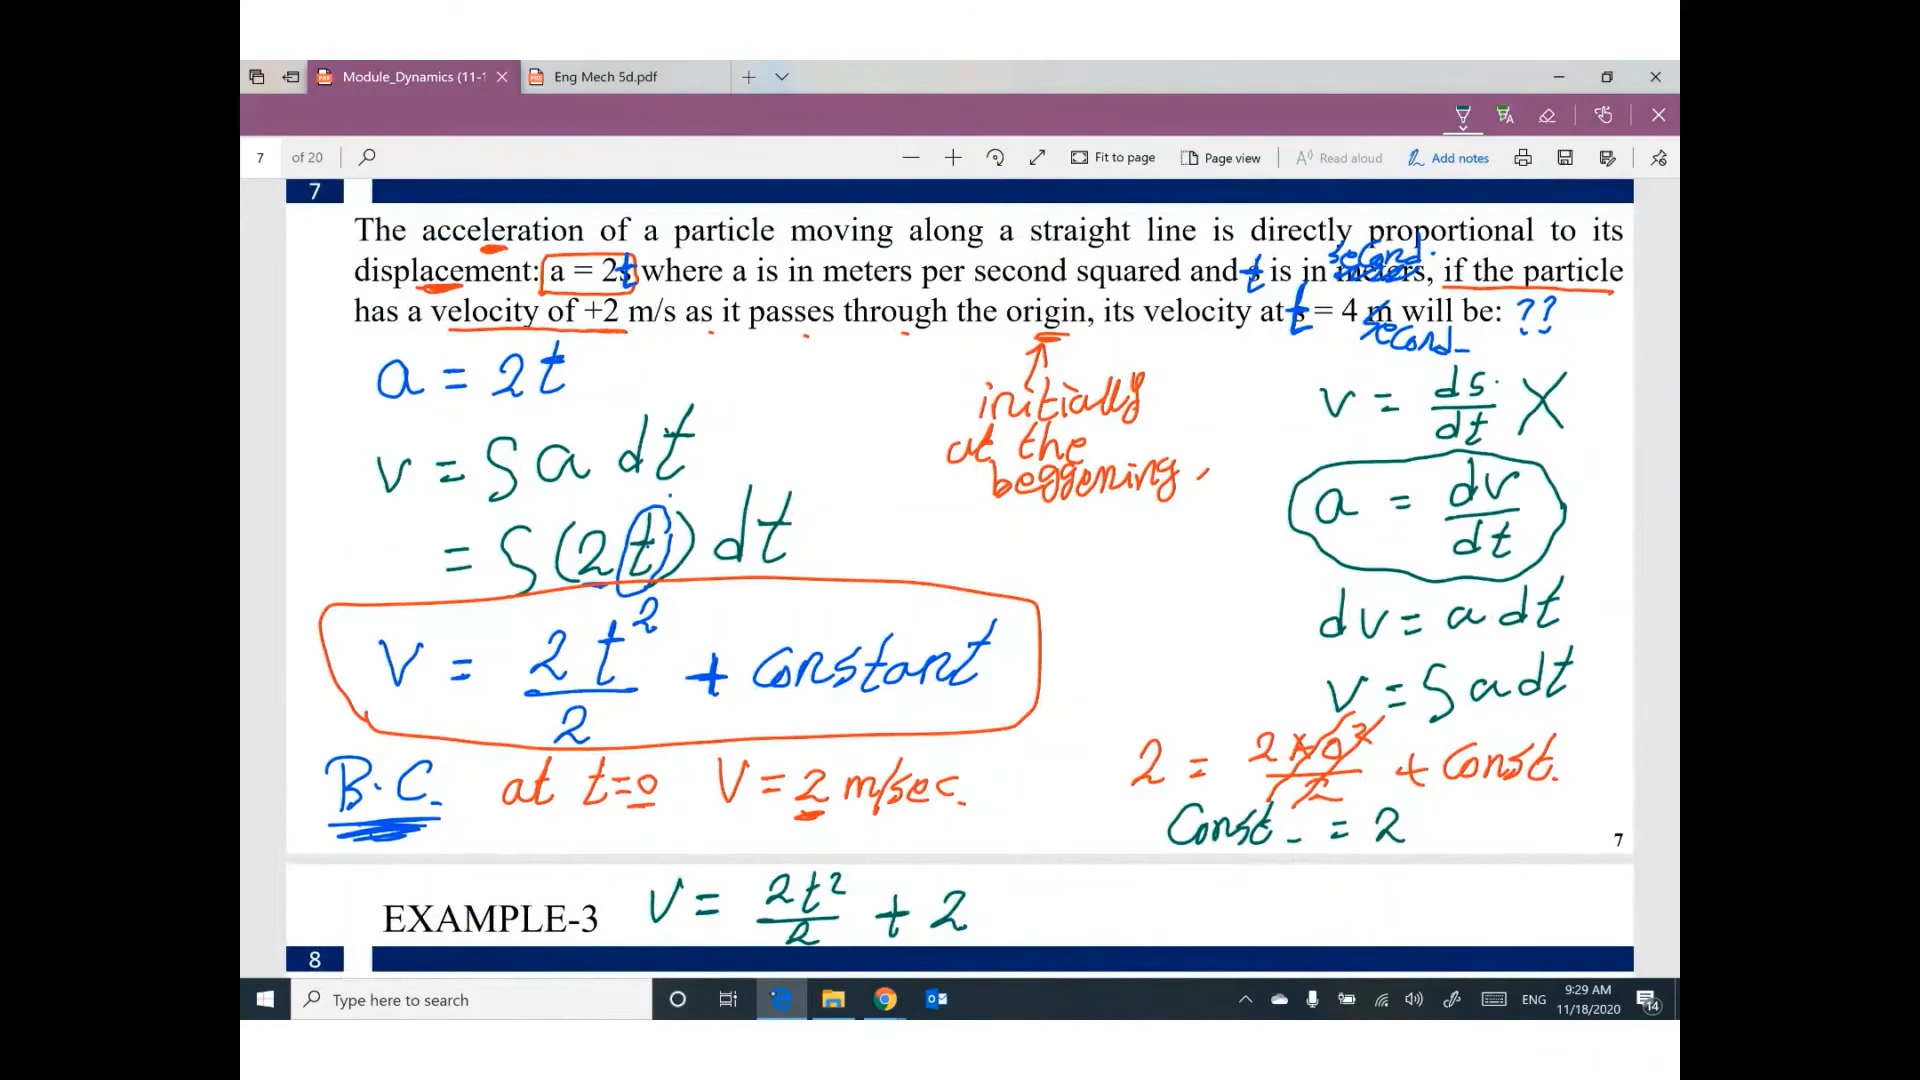 Module_Dynamics (11-1
Eng Mech 5d.pdf
7 of 20
Fit to page Page view Read aloud Add notes
7
The acceleration of a particle moving along a straight line is directly proportional to its
second.
displacement: a = 2s t where a is in meters per second squared and t is in meters, if the particle
has a velocity of +2 m/s as it passes through the origin, its velocity at t = 4 m will be: ??
second
a = 2t
v = ∫ a dt
= ∫ (2t) dt
V = 2t² / 2 + constant
B.C. at t=0 V = 2 m/sec.
initially
at the
beggening.
v = ds/dt X
a = dv/dt
dv = a dt
v = ∫ a dt
2 = 2×0² / 2 + Const.
Const. = 2
7
EXAMPLE-3 V = 2t² / 2 + 2
8
Type here to search
ENG
9:29 AM
11/18/2020
14